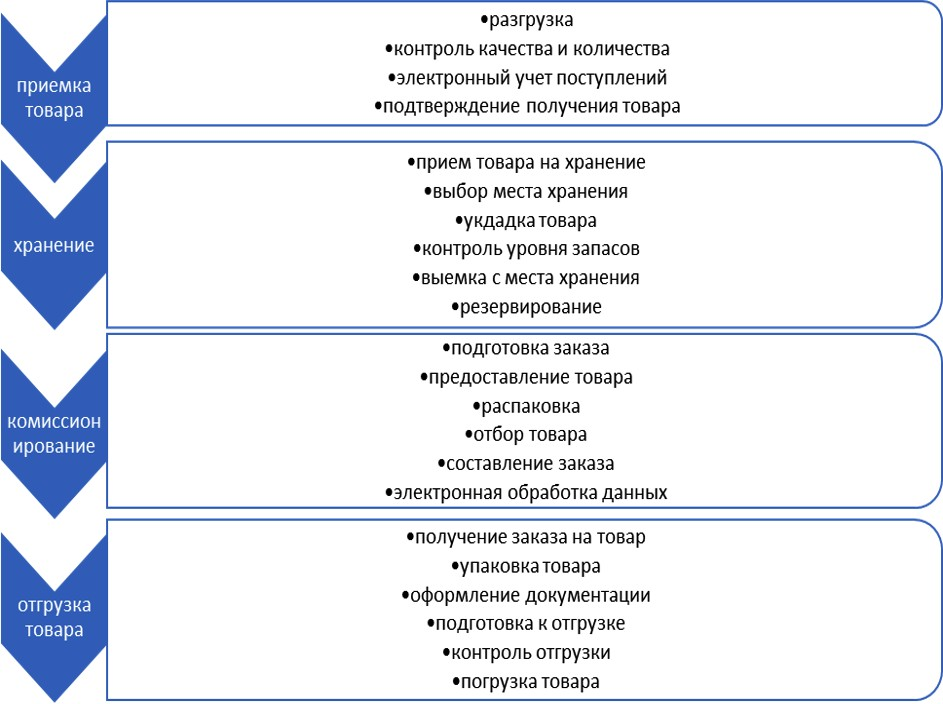 приемка
товара
•разгрузка
•контроль качества и количества
•электронный учет поступлений
•подтверждение получения товара
хранение
•прием товара на хранение
•выбор места хранения
•укдадка товара
•контроль уровня запасов
•выемка с места хранения
•резервирование
комиссион
ирование
•подготовка заказа
•предоставление товара
•распаковка
•отбор товара
•составление заказа
•электронная обработка данных
отгрузка
товара
•получение заказа на товар
•упаковка товара
•оформление документации
•подготовка к отгрузке
•контроль отгрузки
•погрузка товара